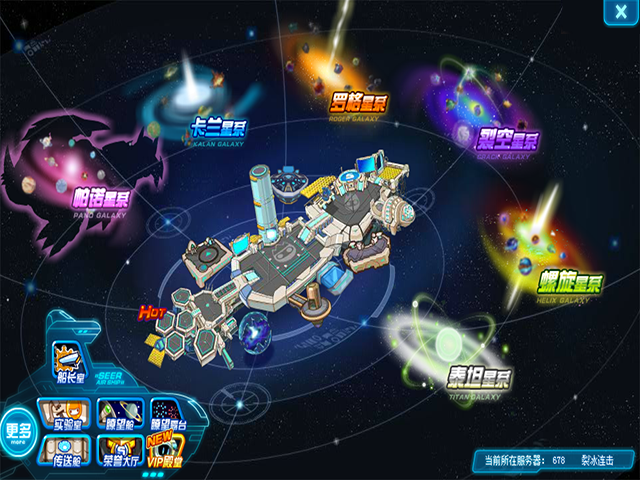 罗格星系
ROGER GALAXY
卡兰星系
KALAN GALAXY
裂空星系
GALAXY
帕诺星系
PANO GALAXY
螺旋星系
HELIX GALAXY
HOT
泰坦星系
TITAN GALAXY
船长室
SEER
AIR SHIP
更多
more
实验室
瞭望舱
瞭望露台
传送舱
荣誉大厅
NEW
VIP殿堂
当前所在服务器: 678 裂冰连击